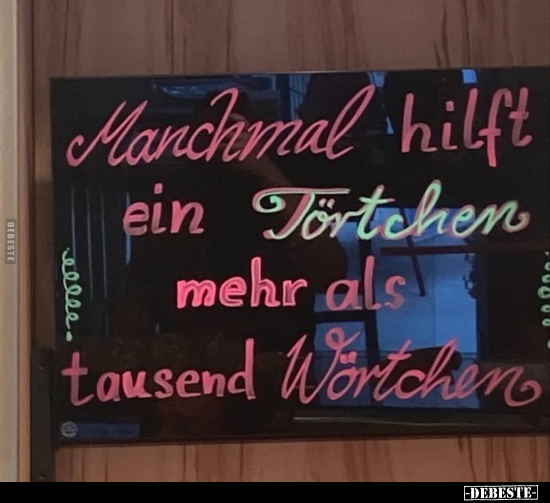 Manchmal hilft
ein Törtchen
mehr als
tausend Wörtchen
DEBESTE
-DEBESTE-